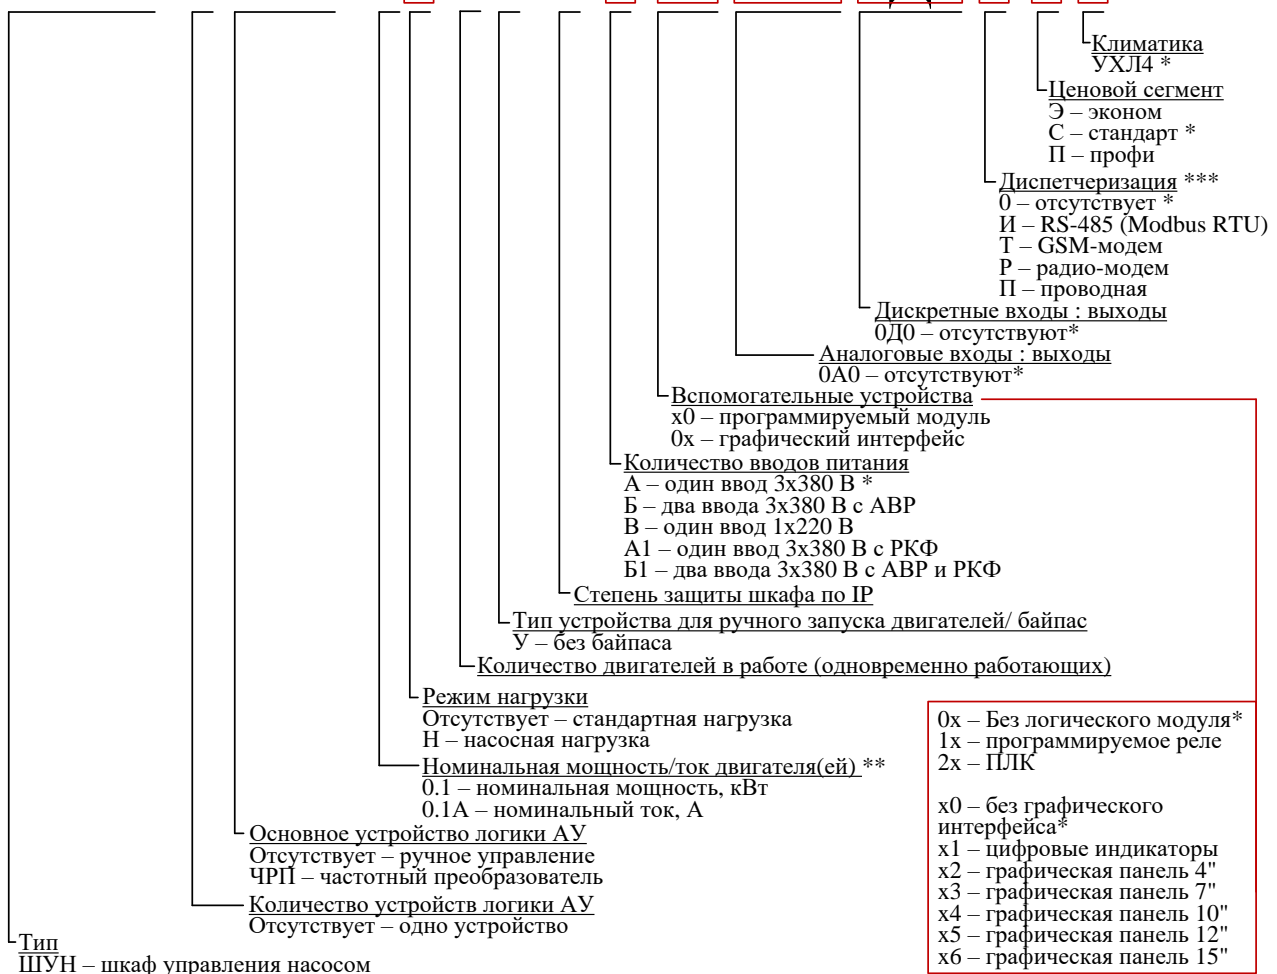 Климатика
УХЛ4 *
Ценовой сегмент
Э – эконом
С – стандарт *
П – профи
Диспетчеризация ***
0 – отсутствует *
И – RS-485 (Modbus RTU)
Т – GSM-модем
Р – радио-модем
П – проводная
Дискретные входы : выходы
0Д0 – отсутствуют*
Аналоговые входы : выходы
0А0 – отсутствуют*
Вспомогательные устройства
х0 – программируемый модуль
0х – графический интерфейс
Количество вводов питания
А – один ввод 3х380 В *
Б – два ввода 3х380 В с АВР
В – один ввод 1х220 В
А1 – один ввод 3х380 В с РКФ
Б1 – два ввода 3х380 В с АВР и РКФ
Степень защиты шкафа по IP
Тип устройства для ручного запуска двигателей/ байпас
У – без байпаса
Количество двигателей в работе (одновременно работающих)
Режим нагрузки
Отсутствует – стандартная нагрузка
Н – насосная нагрузка
Номинальная мощность/ток двигателя(ей) **
0.1 – номинальная мощность, кВт
0.1А – номинальный ток, А
Основное устройство логики АУ
Отсутствует – ручное управление
ЧРП – частотный преобразователь
Количество устройств логики АУ
Отсутствует – одно устройство
Тип
ШУН – шкаф управления насосом
0х – Без логического модуля*
1х – программируемое реле
2х – ПЛК
х0 – без графического
интерфейса*
х1 – цифровые индикаторы
х2 – графическая панель 4"
х3 – графическая панель 7"
х4 – графическая панель 10"
х5 – графическая панель 12"
х6 – графическая панель 15"